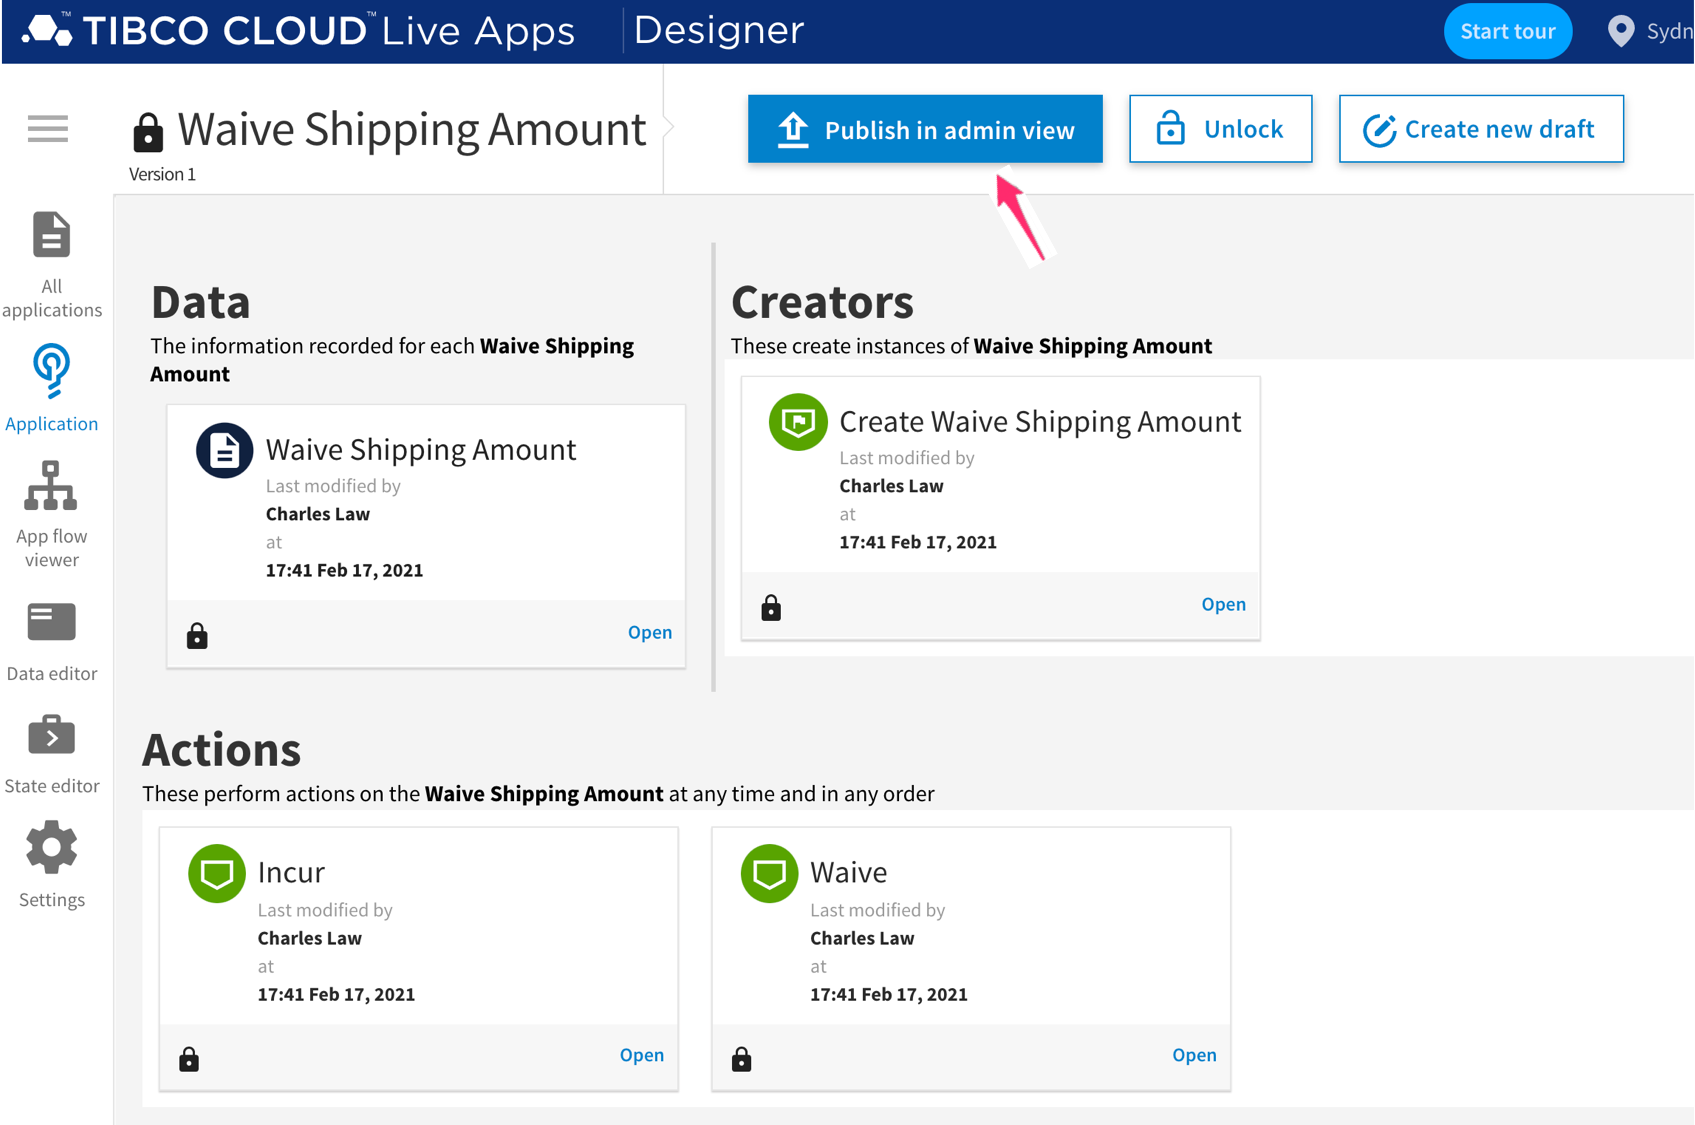 TIBCO CLOUD™ Live Apps
Designer
Start tour
Waive Shipping Amount
Version 1
Publish in admin view
Unlock
Create new draft
All
applications
Application
App flow
viewer
Data editor
State editor
Settings
Data
The information recorded for each Waive Shipping
Amount
Waive Shipping Amount
Last modified by
Charles Law
at
17:41 Feb 17, 2021
Open
Creators
These create instances of Waive Shipping Amount
Create Waive Shipping Amount
Last modified by
Charles Law
at
17:41 Feb 17, 2021
Open
Actions
These perform actions on the Waive Shipping Amount at any time and in any order
Incur
Last modified by
Charles Law
at
17:41 Feb 17, 2021
Open
Waive
Last modified by
Charles Law
at
17:41 Feb 17, 2021
Open